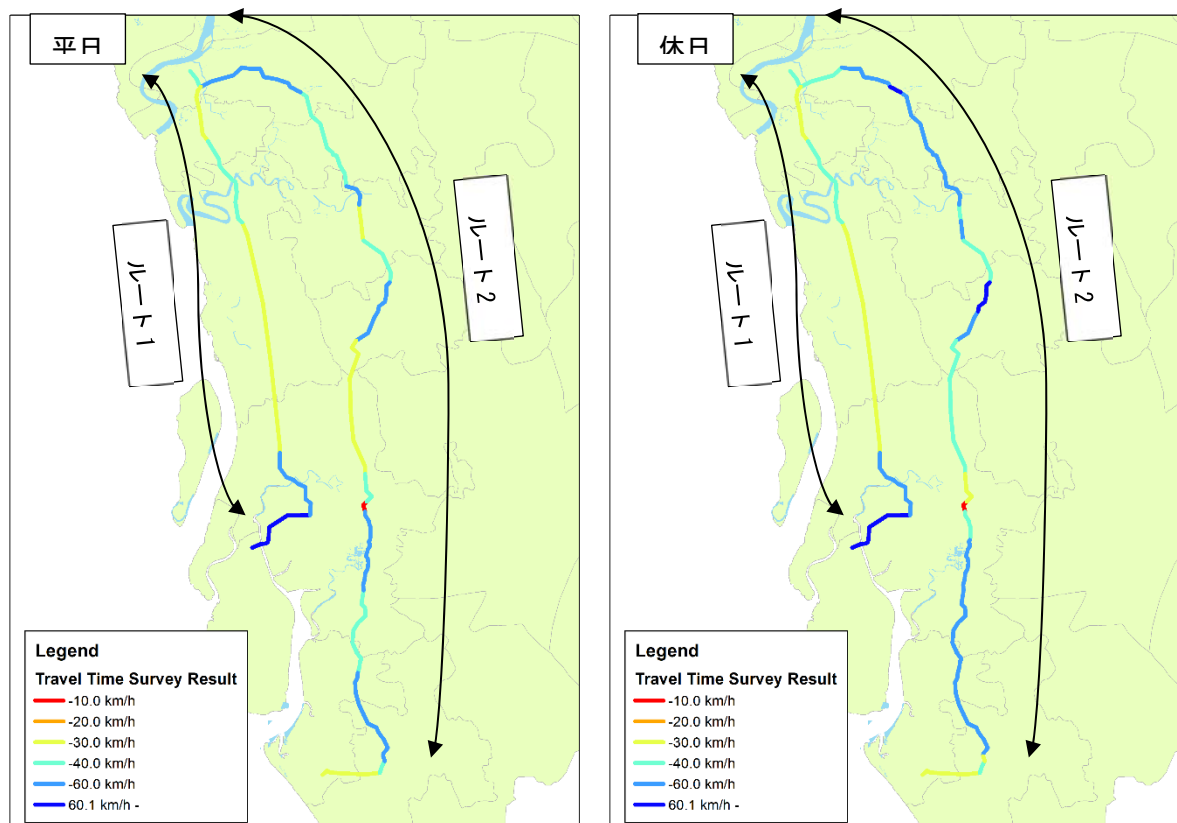 平日
ルート1
ルート2
Legend
Travel Time Survey Result
-10.0 km/h
-20.0 km/h
-30.0 km/h
-40.0 km/h
-60.0 km/h
60.1 km/h -
休日
ルート1
ルート2
Legend
Travel Time Survey Result
-10.0 km/h
-20.0 km/h
-30.0 km/h
-40.0 km/h
-60.0 km/h
60.1 km/h -